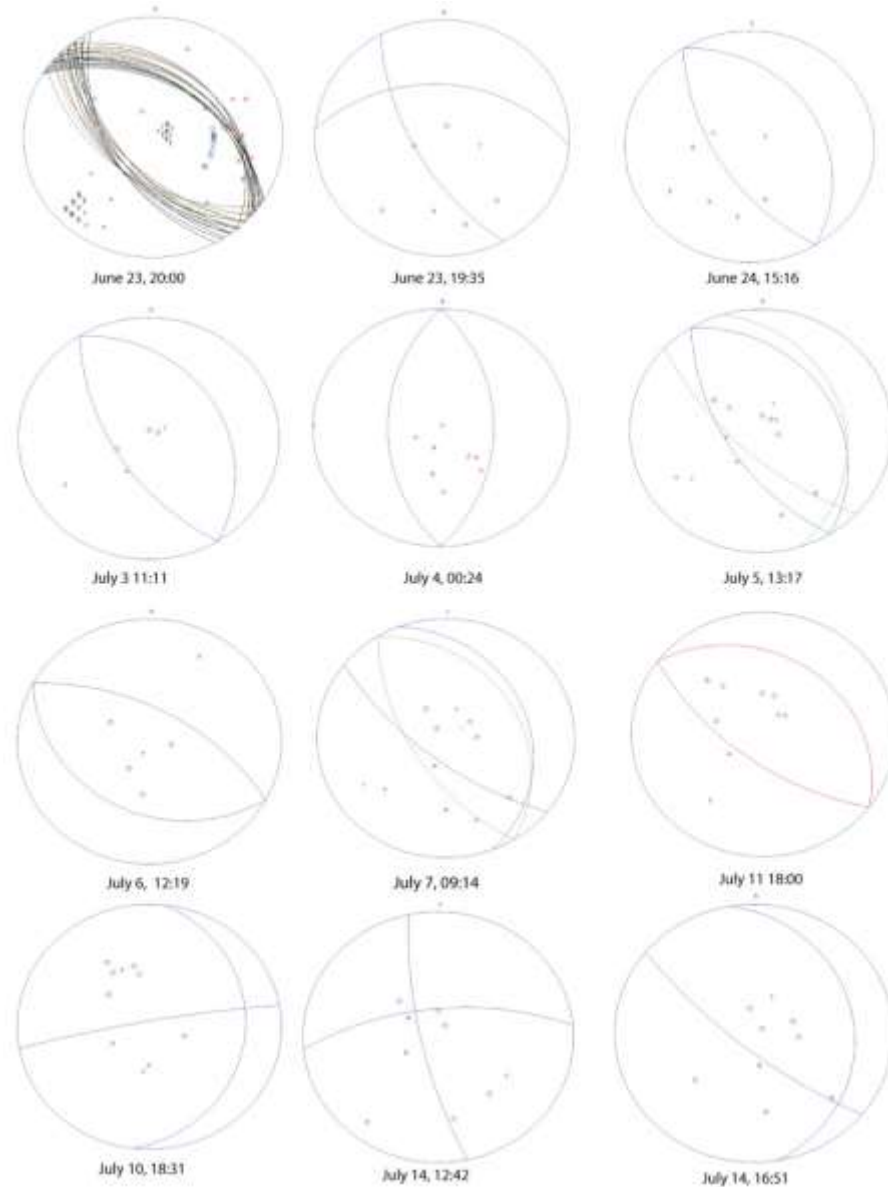 June 23, 20:00
June 23, 19:35
June 24, 15:16
July 3 11:11
July 4, 00:24
July 5, 13:17
July 6, 12:19
July 7, 09:14
July 11 18:00
July 10, 18:31
July 14, 12:42
July 14, 16:51